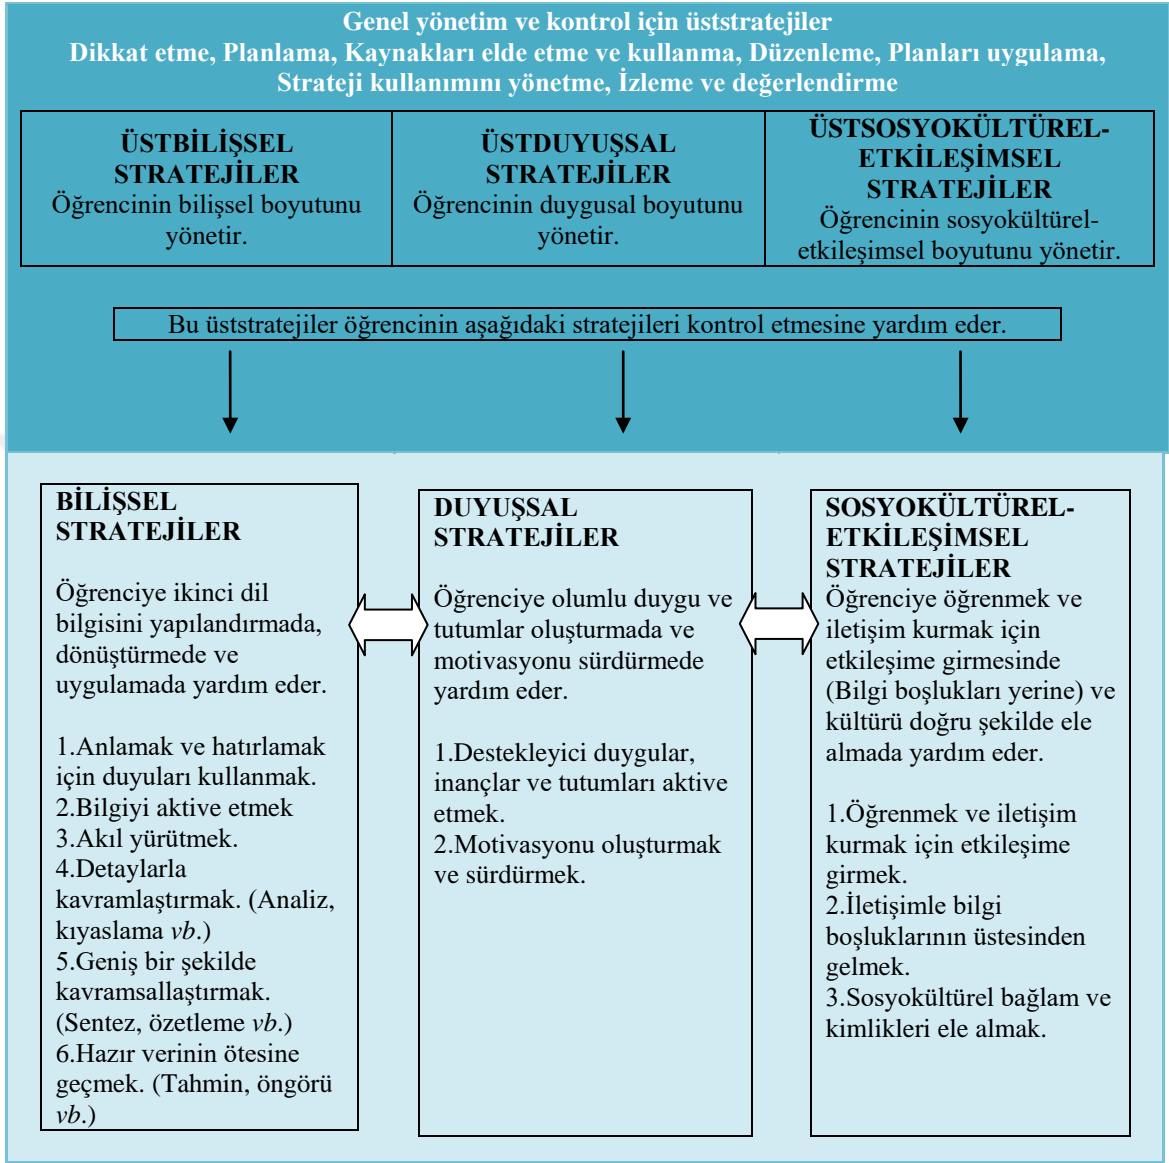 Genel yönetim ve kontrol için üststratejiler
Dikkat etme, Planlama, Kaynakları elde etme ve kullanma, Düzenleme, Planları uygulama,
Strateji kullanımını yönetme, İzleme ve değerlendirme
ÜSTBİLİŞSEL
STRATEJİLER
Öğrencinin bilişsel boyutunu
yönetir.
ÜSTDUYUŞSAL
STRATEJİLER
Öğrencinin duygusal boyutunu
yönetir.
ÜSTSOSYOKÜLTÜREL-
ETKİLEŞİMSEL
STRATEJİLER
Öğrencinin sosyokültürel-
etkileşimsel boyutunu yönetir.
Bu üststratejiler öğrencinin aşağıdaki stratejileri kontrol etmesine yardım eder.
BİLİŞSEL
STRATEJİLER
Öğrenciye ikinci dil
bilgisini yapılandırmada,
dönüştürmede ve
uygulamada yardım eder.
1.Anlamak ve hatırlamak
için duyuları kullanmak.
2.Bilgiyi aktive etmek
3.Akıl yürütmek.
4.Detaylarla
kavramlaştırmak. (Analiz,
kıyaslama vb.)
5.Geniş bir şekilde
kavramsallaştırmak.
(Sentez, özetleme vb.)
6.Hazır verinin ötesine
geçmek. (Tahmin, öngörü
vb.)
DUYUŞSAL
STRATEJİLER
Öğrenciye olumlu duygu ve
tutumlar oluşturmada ve
motivasyonu sürdürmede
yardım eder.
1.Destekleyici duygular,
inançlar ve tutumları aktive
etmek.
2.Motivasyonu oluşturmak
ve sürdürmek.
SOSYOKÜLTÜREL-
ETKİLEŞİMSEL
STRATEJİLER
Öğrenciye öğrenmek ve
iletişim kurmak için
etkileşime girmesinde
(Bilgi boşlukları yerine) ve
kültürü doğru şekilde ele
almada yardım eder.
1.Öğrenmek ve iletişim
kurmak için etkileşime
girmek.
2.İletişimle bilgi
boşluklarının üstesinden
gelmek.
3.Sosyokültürel bağlam ve
kimlikleri ele almak.